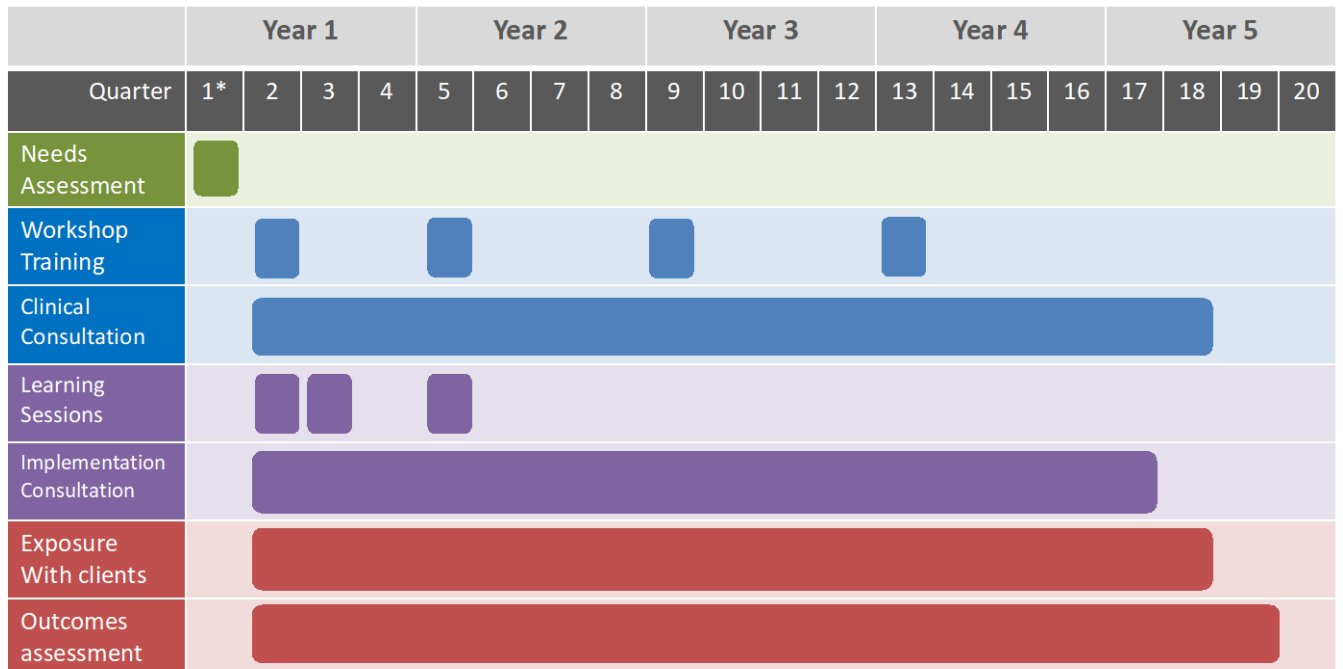 Year 1 Year 2 Year 3 Year 4 Year 5
Quarter 1* 2 3 4 5 6 7 8 9 10 11 12 13 14 15 16 17 18 19 20
Needs
Assessment
Workshop
Training
Clinical
Consultation
Learning
Sessions
Implementation
Consultation
Exposure
With clients
Outcomes
assessment